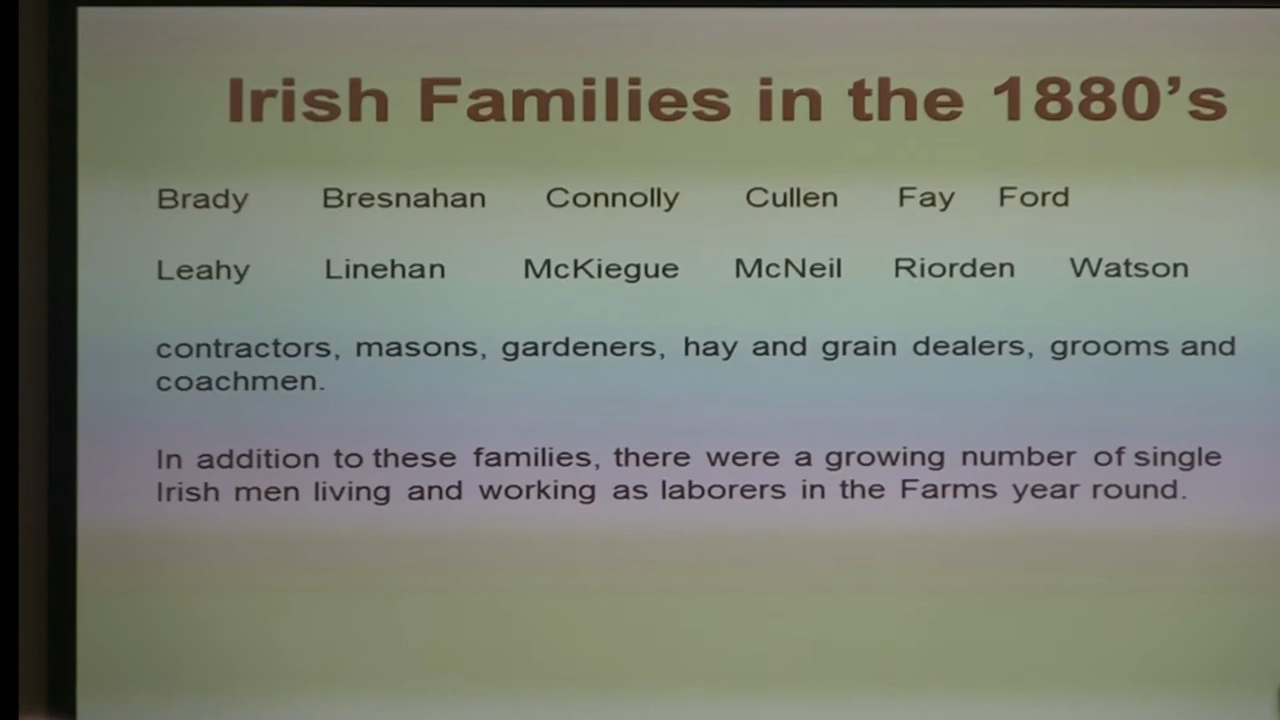 Irish Families in the 1880's
Brady Bresnahan Connolly Cullen Fay Ford
Leahy Linehan McKiegue McNeil Riorden Watson
contractors, masons, gardeners, hay and grain dealers, grooms and
coachmen.
In addition to these families, there were a growing number of single
Irish men living and working as laborers in the Farms year round.